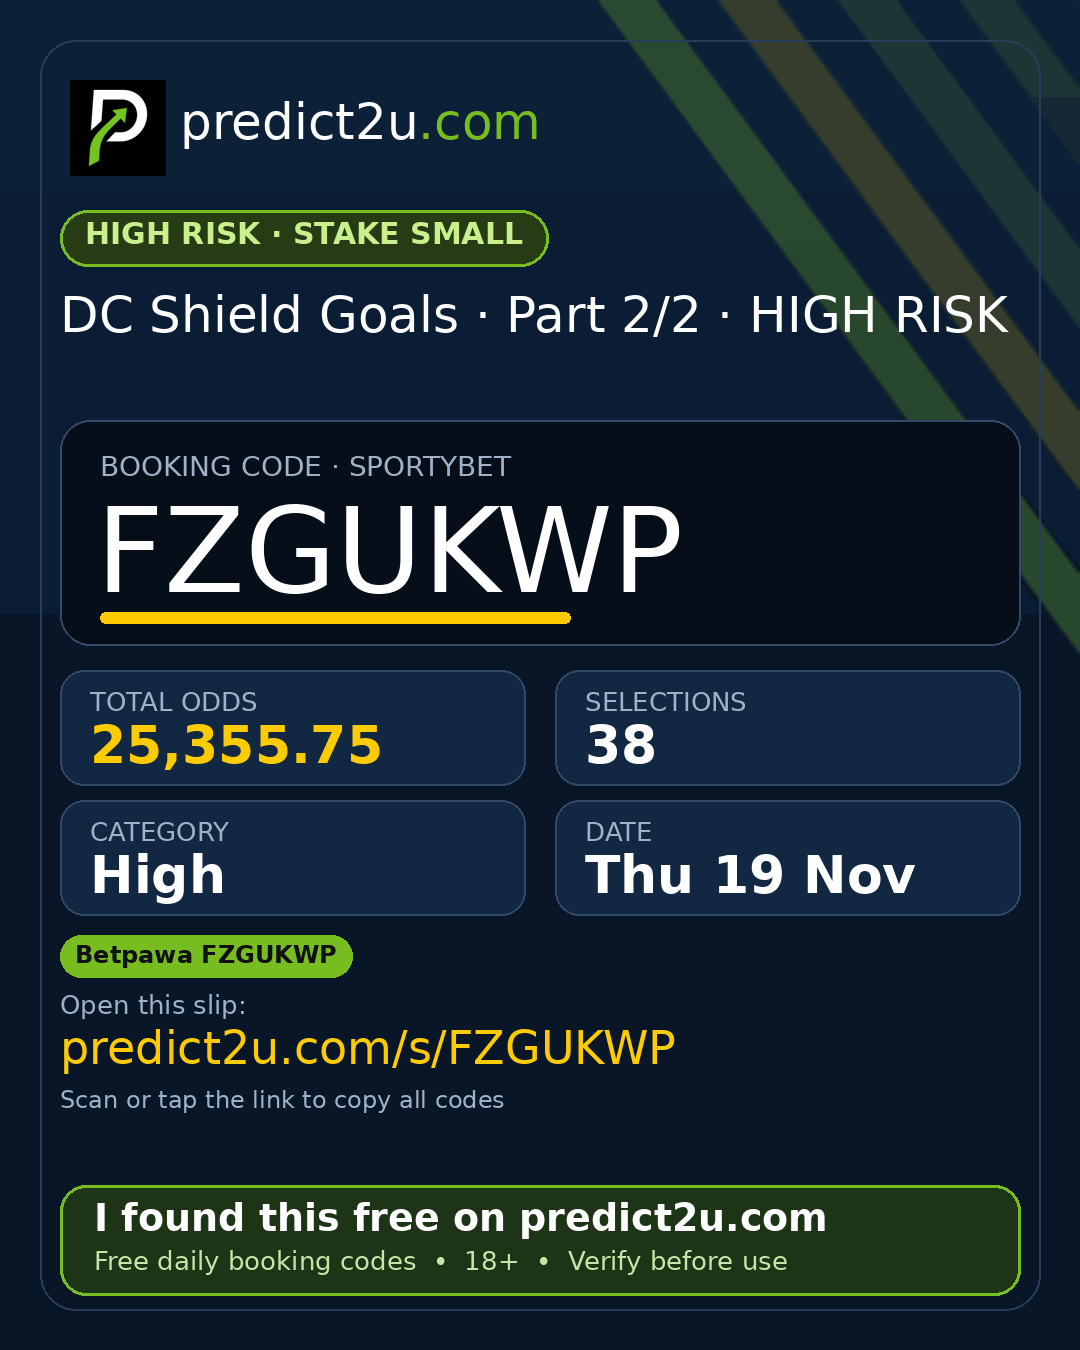 predict2u.com
HIGH RISK · STAKE SMALL
DC Shield Goals · Part 2/2 · HIGH RISK
BOOKING CODE · SPORTYBET
FZGUKWP
TOTAL ODDS
25,355.75
SELECTIONS
38
CATEGORY
High
DATE
Thu 19 Nov
Betpawa FZGUKWP
Open this slip:
predict2u.com/s/FZGUKWP
Scan or tap the link to copy all codes
I found this free on predict2u.com
Free daily booking codes • 18+ • Verify before use